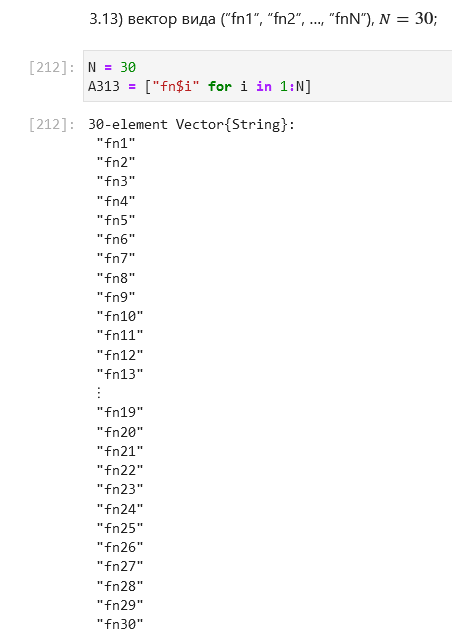 3.13) вектор вида (”fn1”, ”fn2”, ..., ”fnN”), N = 30;
[212]: N = 30
A313 = ["fn$i" for i in 1:N]
[212]: 30-element Vector{String}:
"fn1"
"fn2"
"fn3"
"fn4"
"fn5"
"fn6"
"fn7"
"fn8"
"fn9"
"fn10"
"fn11"
"fn12"
"fn13"
⋮
"fn19"
"fn20"
"fn21"
"fn22"
"fn23"
"fn24"
"fn25"
"fn26"
"fn27"
"fn28"
"fn29"
"fn30"